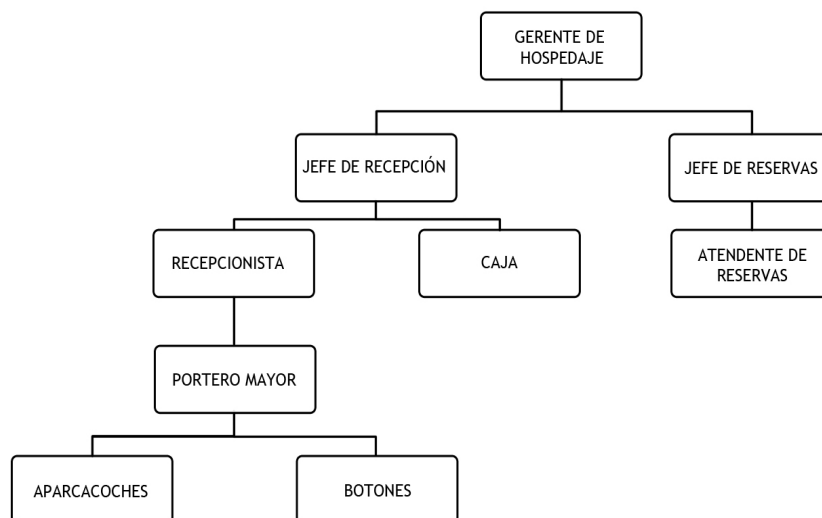 GERENTE DE
HOSPEDAJE
JEFE DE RECEPCIÓN
JEFE DE RESERVAS
RECEPCIONISTA
CAJA
ATENDENTE DE
RESERVAS
PORTERO MAYOR
APARCACOCHES
BOTONES